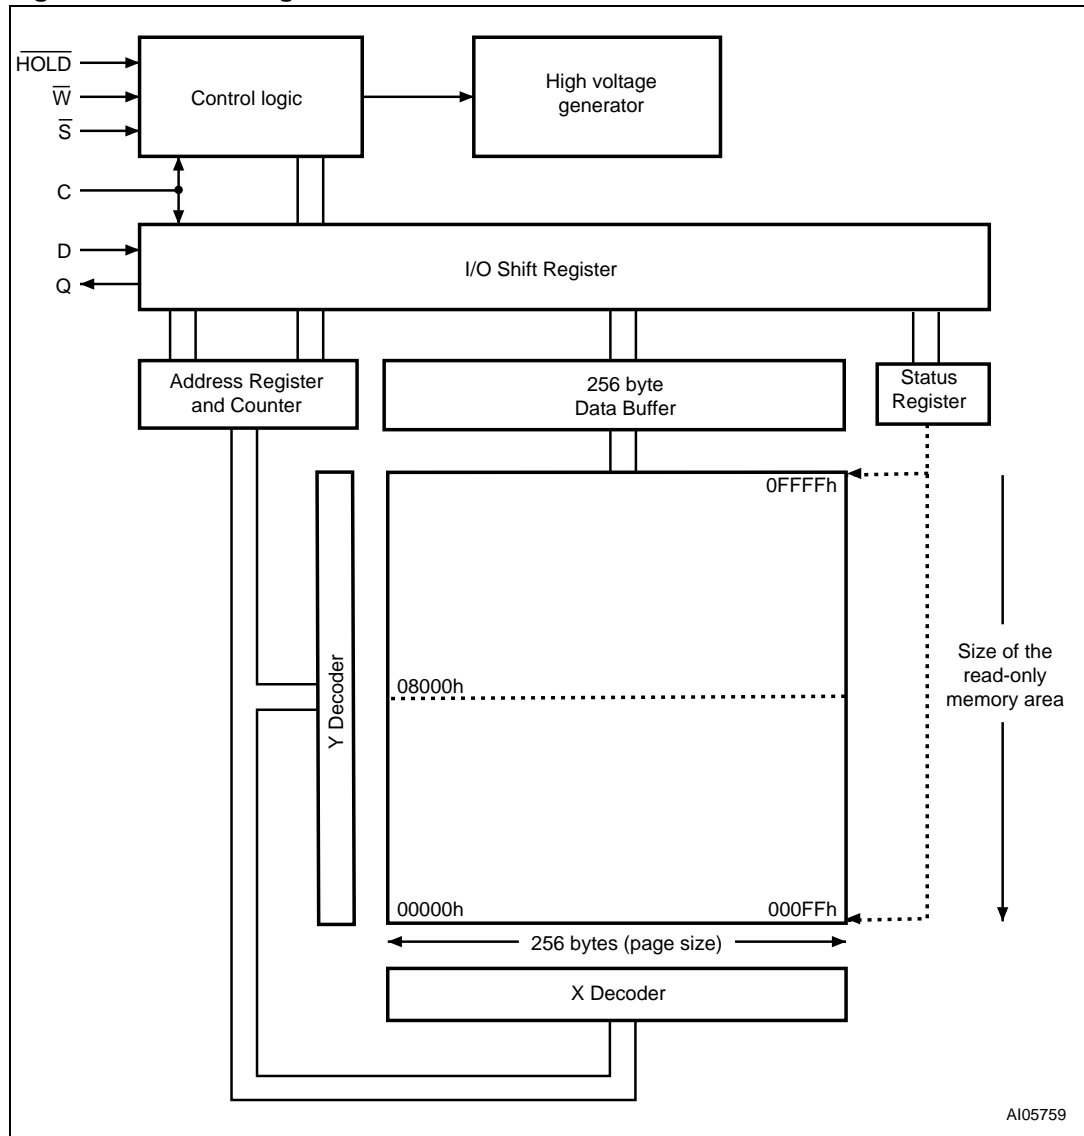 HOLD
W
S
C
D
Q
Control logic
High voltage
generator
I/O Shift Register
Address Register
and Counter
256 byte
Data Buffer
Status
Register
0FFFFh
Y Decoder
08000h
Size of the
read-only
memory area
00000h
000FFh
256 bytes (page size)
X Decoder
AI05759